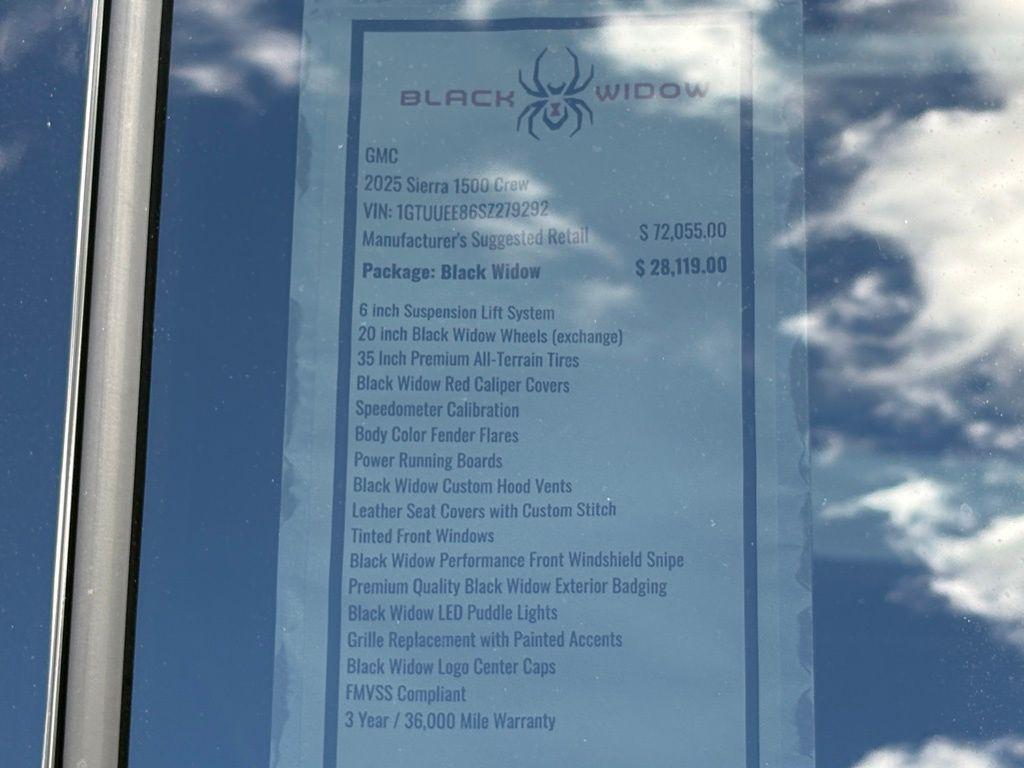 BLACK WIDOW
GMC
2025 Sierra 1500 Crew
VIN: 1GTUUEE86SZ279292
Manufacturer's Suggested Retail $ 72,055.00
Package: Black Widow $ 28,119.00
6 inch Suspension Lift System
20 inch Black Widow Wheels (exchange)
35 Inch Premium All-Terrain Tires
Black Widow Red Caliper Covers
Speedometer Calibration
Body Color Fender Flares
Power Running Boards
Black Widow Custom Hood Vents
Leather Seat Covers with Custom Stitch
Tinted Front Windows
Black Widow Performance Front Windshield Snipe
Premium Quality Black Widow Exterior Badging
Black Widow LED Puddle Lights
Grille Replacement with Painted Accents
Black Widow Logo Center Caps
FMVSS Compliant
3 Year / 36,000 Mile Warranty